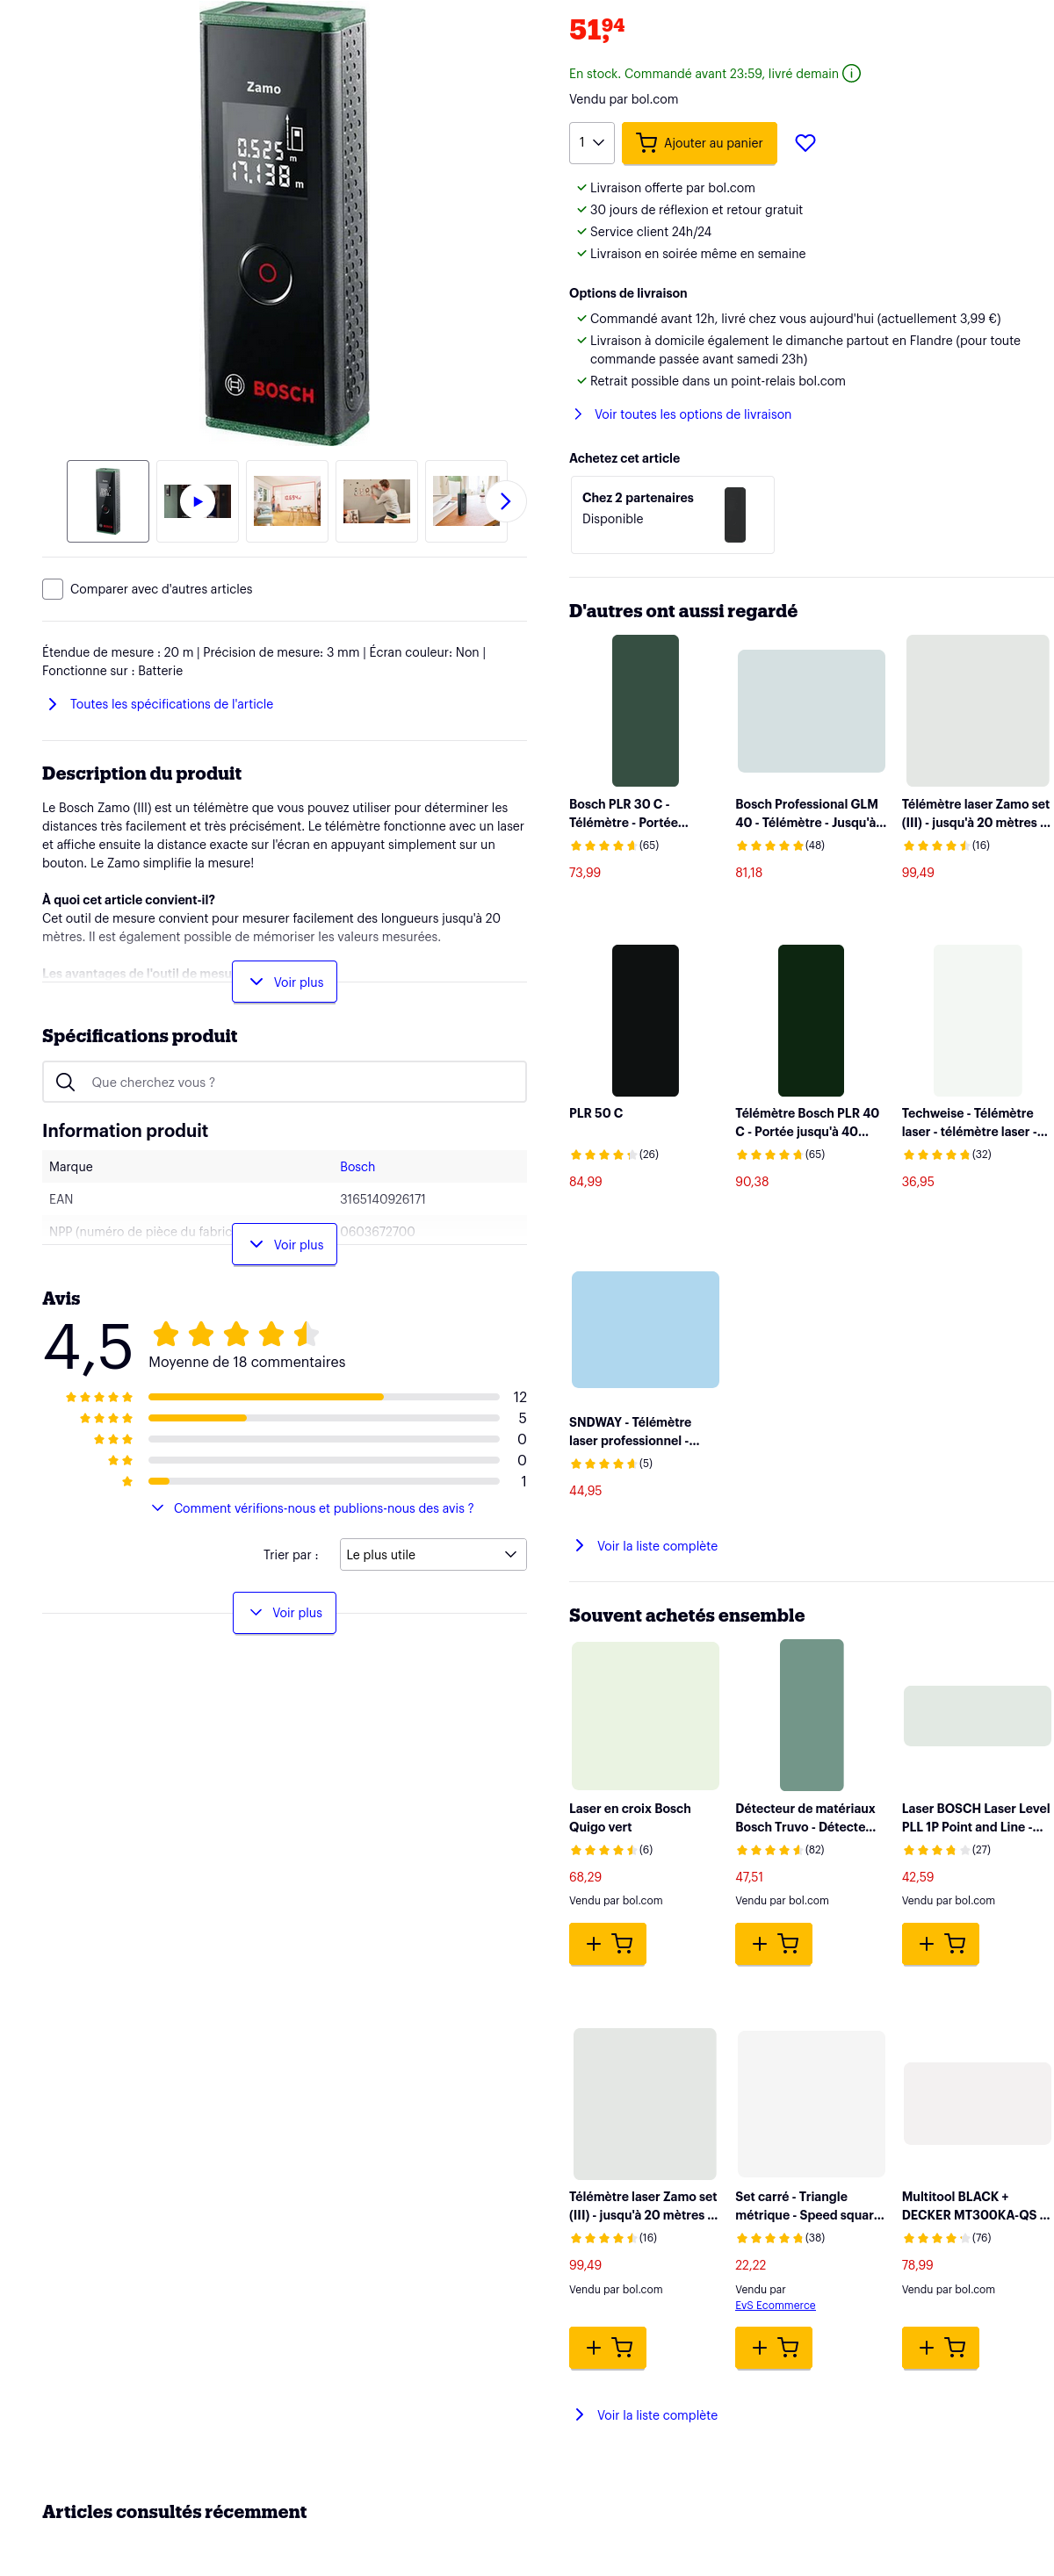 Zamo
0.525 m
17.138 m
BOSCH
Comparer avec d'autres articles
Étendue de mesure : 20 m | Précision de mesure: 3 mm | Écran couleur: Non |
Fonctionne sur : Batterie
Toutes les spécifications de l'article
Description du produit
Le Bosch Zamo (III) est un télémètre que vous pouvez utiliser pour déterminer les
distances très facilement et très précisément. Le télémètre fonctionne avec un laser
et affiche ensuite la distance exacte sur l'écran en appuyant simplement sur un
bouton. Le Zamo simplifie la mesure!
À quoi cet article convient-il?
Cet outil de mesure convient pour mesurer facilement des longueurs jusqu'à 20
mètres. Il est également possible de mémoriser les valeurs mesurées.
Les avantages de l'outil de mesu
Voir plus
Spécifications produit
Que cherchez vous ?
Information produit
Marque Bosch
EAN 3165140926171
NPP (numéro de pièce du fabric 0603672700
Voir plus
Avis
4,5
Moyenne de 18 commentaires
12
5
0
0
1
Comment vérifions-nous et publions-nous des avis ?
Trier par : Le plus utile
Voir plus
51,94
En stock. Commandé avant 23:59, livré demain
Vendu par bol.com
1 Ajouter au panier
Livraison offerte par bol.com
30 jours de réflexion et retour gratuit
Service client 24h/24
Livraison en soirée même en semaine
Options de livraison
Commandé avant 12h, livré chez vous aujourd'hui (actuellement 3,99 €)
Livraison à domicile également le dimanche partout en Flandre (pour toute
commande passée avant samedi 23h)
Retrait possible dans un point-relais bol.com
Voir toutes les options de livraison
Achetez cet article
Chez 2 partenaires
Disponible
D'autres ont aussi regardé
Bosch PLR 30 C -
Télémètre - Portée...
(65)
73,99
Bosch Professional GLM
40 - Télémètre - Jusqu'à...
(48)
81,18
Télémètre laser Zamo set
(III) - jusqu'à 20 mètres ...
(16)
99,49
PLR 50 C
(26)
84,99
Télémètre Bosch PLR 40
C - Portée jusqu'à 40...
(65)
90,38
Techweise - Télémètre
laser - télémètre laser -...
(32)
36,95
SNDWAY - Télémètre
laser professionnel -...
(5)
44,95
Voir la liste complète
Souvent achetés ensemble
Laser en croix Bosch
Quigo vert
(6)
68,29
Vendu par bol.com
Détecteur de matériaux
Bosch Truvo - Détecte...
(82)
47,51
Vendu par bol.com
Laser BOSCH Laser Level
PLL 1P Point and Line -...
(27)
42,59
Vendu par bol.com
Télémètre laser Zamo set
(III) - jusqu'à 20 mètres ...
(16)
99,49
Vendu par bol.com
Set carré - Triangle
métrique - Speed squar...
(38)
22,22
Vendu par
EvS Ecommerce
Multitool BLACK +
DECKER MT300KA-QS ...
(76)
78,99
Vendu par bol.com
Voir la liste complète
Articles consultés récemment